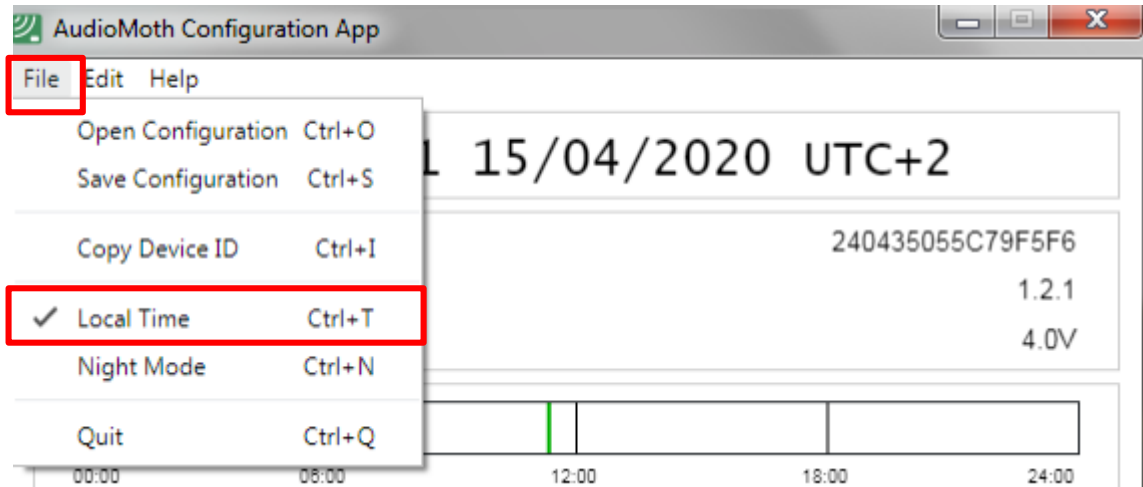 AudioMoth Configuration App
File Edit Help
Open Configuration Ctrl+O
Save Configuration Ctrl+S
Copy Device ID Ctrl+I
Local Time Ctrl+T
Night Mode Ctrl+N
Quit Ctrl+Q
15/04/2020 UTC+2
240435055C79F5F6
1.2.1
4.0V
00:00 06:00 12:00 18:00 24:00